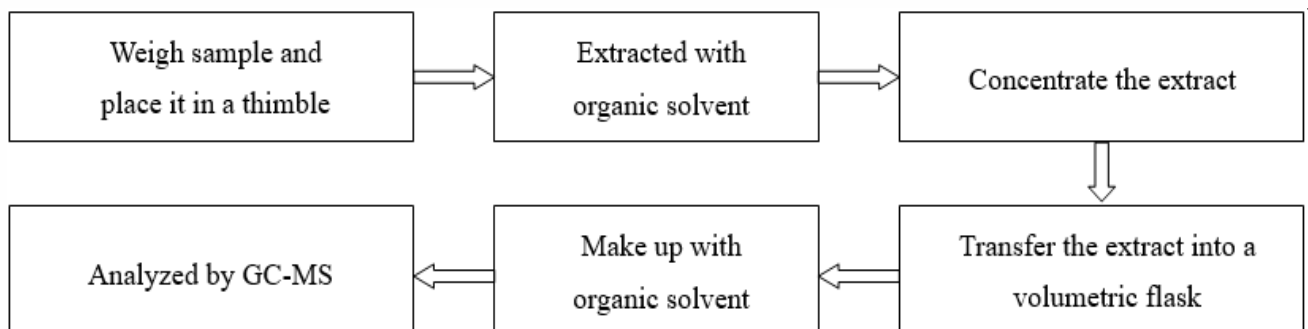 Weigh sample and
place it in a thimble
Extracted with
organic solvent
Concentrate the extract
Transfer the extract into a
volumetric flask
Make up with
organic solvent
Analyzed by GC-MS